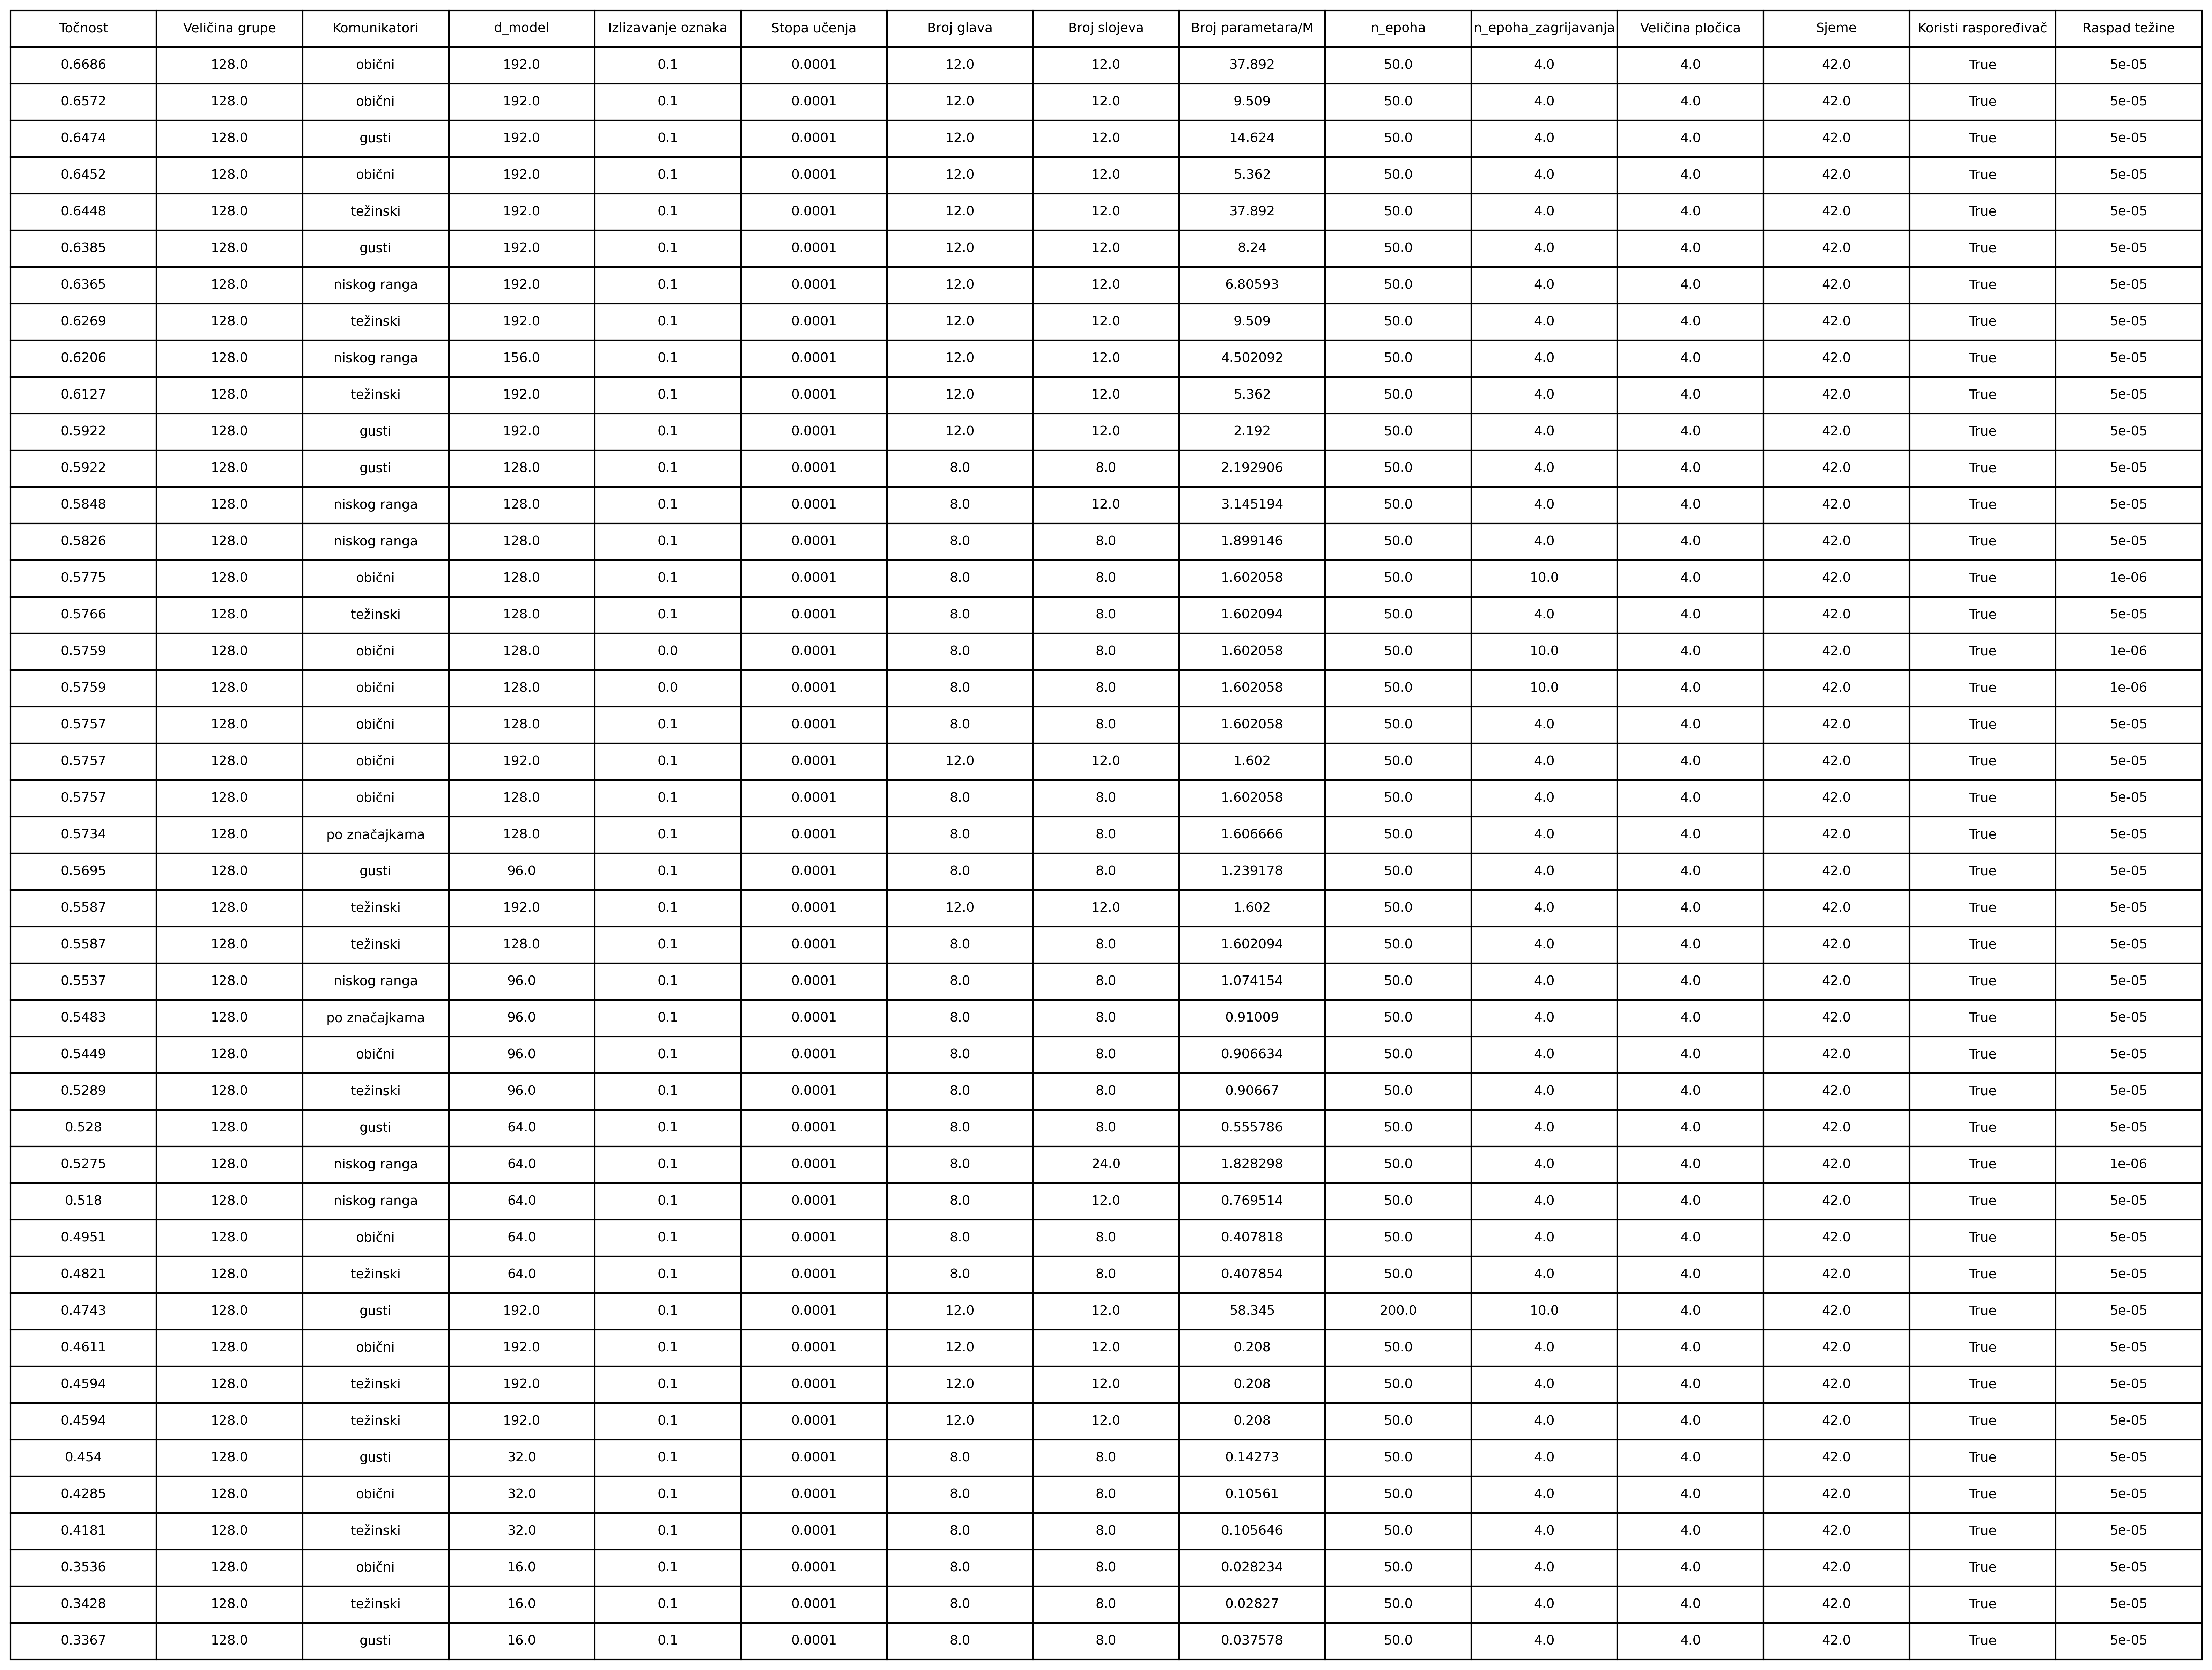 Točnost Veličina grupe Komunikatori d_model Izlizavanje oznaka Stopa učenja Broj glava Broj slojeva Broj parametara/M n_epoha n_epoha_zagrijavanja Veličina pločica Sjeme Koristi raspoređivač Raspad težine
0.6686 128.0 obični 192.0 0.1 0.0001 12.0 12.0 37.892 50.0 4.0 4.0 42.0 True 5e-05
0.6572 128.0 obični 192.0 0.1 0.0001 12.0 12.0 9.509 50.0 4.0 4.0 42.0 True 5e-05
0.6474 128.0 gusti 192.0 0.1 0.0001 12.0 12.0 14.624 50.0 4.0 4.0 42.0 True 5e-05
0.6452 128.0 obični 192.0 0.1 0.0001 12.0 12.0 5.362 50.0 4.0 4.0 42.0 True 5e-05
0.6448 128.0 težinski 192.0 0.1 0.0001 12.0 12.0 37.892 50.0 4.0 4.0 42.0 True 5e-05
0.6385 128.0 gusti 192.0 0.1 0.0001 12.0 12.0 8.24 50.0 4.0 4.0 42.0 True 5e-05
0.6365 128.0 niskog ranga 192.0 0.1 0.0001 12.0 12.0 6.80593 50.0 4.0 4.0 42.0 True 5e-05
0.6269 128.0 težinski 192.0 0.1 0.0001 12.0 12.0 9.509 50.0 4.0 4.0 42.0 True 5e-05
0.6206 128.0 niskog ranga 156.0 0.1 0.0001 12.0 12.0 4.502092 50.0 4.0 4.0 42.0 True 5e-05
0.6127 128.0 težinski 192.0 0.1 0.0001 12.0 12.0 5.362 50.0 4.0 4.0 42.0 True 5e-05
0.5922 128.0 gusti 192.0 0.1 0.0001 12.0 12.0 2.192 50.0 4.0 4.0 42.0 True 5e-05
0.5922 128.0 gusti 128.0 0.1 0.0001 8.0 8.0 2.192906 50.0 4.0 4.0 42.0 True 5e-05
0.5848 128.0 niskog ranga 128.0 0.1 0.0001 8.0 12.0 3.145194 50.0 4.0 4.0 42.0 True 5e-05
0.5826 128.0 niskog ranga 128.0 0.1 0.0001 8.0 8.0 1.899146 50.0 4.0 4.0 42.0 True 5e-05
0.5775 128.0 obični 128.0 0.1 0.0001 8.0 8.0 1.602058 50.0 10.0 4.0 42.0 True 1e-06
0.5766 128.0 težinski 128.0 0.1 0.0001 8.0 8.0 1.602094 50.0 4.0 4.0 42.0 True 5e-05
0.5759 128.0 obični 128.0 0.0 0.0001 8.0 8.0 1.602058 50.0 10.0 4.0 42.0 True 1e-06
0.5759 128.0 obični 128.0 0.0 0.0001 8.0 8.0 1.602058 50.0 10.0 4.0 42.0 True 1e-06
0.5757 128.0 obični 128.0 0.1 0.0001 8.0 8.0 1.602058 50.0 4.0 4.0 42.0 True 5e-05
0.5757 128.0 obični 192.0 0.1 0.0001 12.0 12.0 1.602 50.0 4.0 4.0 42.0 True 5e-05
0.5757 128.0 obični 128.0 0.1 0.0001 8.0 8.0 1.602058 50.0 4.0 4.0 42.0 True 5e-05
0.5734 128.0 po značajkama 128.0 0.1 0.0001 8.0 8.0 1.606666 50.0 4.0 4.0 42.0 True 5e-05
0.5695 128.0 gusti 96.0 0.1 0.0001 8.0 8.0 1.239178 50.0 4.0 4.0 42.0 True 5e-05
0.5587 128.0 težinski 192.0 0.1 0.0001 12.0 12.0 1.602 50.0 4.0 4.0 42.0 True 5e-05
0.5587 128.0 težinski 128.0 0.1 0.0001 8.0 8.0 1.602094 50.0 4.0 4.0 42.0 True 5e-05
0.5537 128.0 niskog ranga 96.0 0.1 0.0001 8.0 8.0 1.074154 50.0 4.0 4.0 42.0 True 5e-05
0.5483 128.0 po značajkama 96.0 0.1 0.0001 8.0 8.0 0.91009 50.0 4.0 4.0 42.0 True 5e-05
0.5449 128.0 obični 96.0 0.1 0.0001 8.0 8.0 0.906634 50.0 4.0 4.0 42.0 True 5e-05
0.5289 128.0 težinski 96.0 0.1 0.0001 8.0 8.0 0.90667 50.0 4.0 4.0 42.0 True 5e-05
0.528 128.0 gusti 64.0 0.1 0.0001 8.0 8.0 0.555786 50.0 4.0 4.0 42.0 True 5e-05
0.5275 128.0 niskog ranga 64.0 0.1 0.0001 8.0 24.0 1.828298 50.0 4.0 4.0 42.0 True 1e-06
0.518 128.0 niskog ranga 64.0 0.1 0.0001 8.0 12.0 0.769514 50.0 4.0 4.0 42.0 True 5e-05
0.4951 128.0 obični 64.0 0.1 0.0001 8.0 8.0 0.407818 50.0 4.0 4.0 42.0 True 5e-05
0.4821 128.0 težinski 64.0 0.1 0.0001 8.0 8.0 0.407854 50.0 4.0 4.0 42.0 True 5e-05
0.4743 128.0 gusti 192.0 0.1 0.0001 12.0 12.0 58.345 200.0 10.0 4.0 42.0 True 5e-05
0.4611 128.0 obični 192.0 0.1 0.0001 12.0 12.0 0.208 50.0 4.0 4.0 42.0 True 5e-05
0.4594 128.0 težinski 192.0 0.1 0.0001 12.0 12.0 0.208 50.0 4.0 4.0 42.0 True 5e-05
0.4594 128.0 težinski 192.0 0.1 0.0001 12.0 12.0 0.208 50.0 4.0 4.0 42.0 True 5e-05
0.454 128.0 gusti 32.0 0.1 0.0001 8.0 8.0 0.14273 50.0 4.0 4.0 42.0 True 5e-05
0.4285 128.0 obični 32.0 0.1 0.0001 8.0 8.0 0.10561 50.0 4.0 4.0 42.0 True 5e-05
0.4181 128.0 težinski 32.0 0.1 0.0001 8.0 8.0 0.105646 50.0 4.0 4.0 42.0 True 5e-05
0.3536 128.0 obični 16.0 0.1 0.0001 8.0 8.0 0.028234 50.0 4.0 4.0 42.0 True 5e-05
0.3428 128.0 težinski 16.0 0.1 0.0001 8.0 8.0 0.02827 50.0 4.0 4.0 42.0 True 5e-05
0.3367 128.0 gusti 16.0 0.1 0.0001 8.0 8.0 0.037578 50.0 4.0 4.0 42.0 True 5e-05